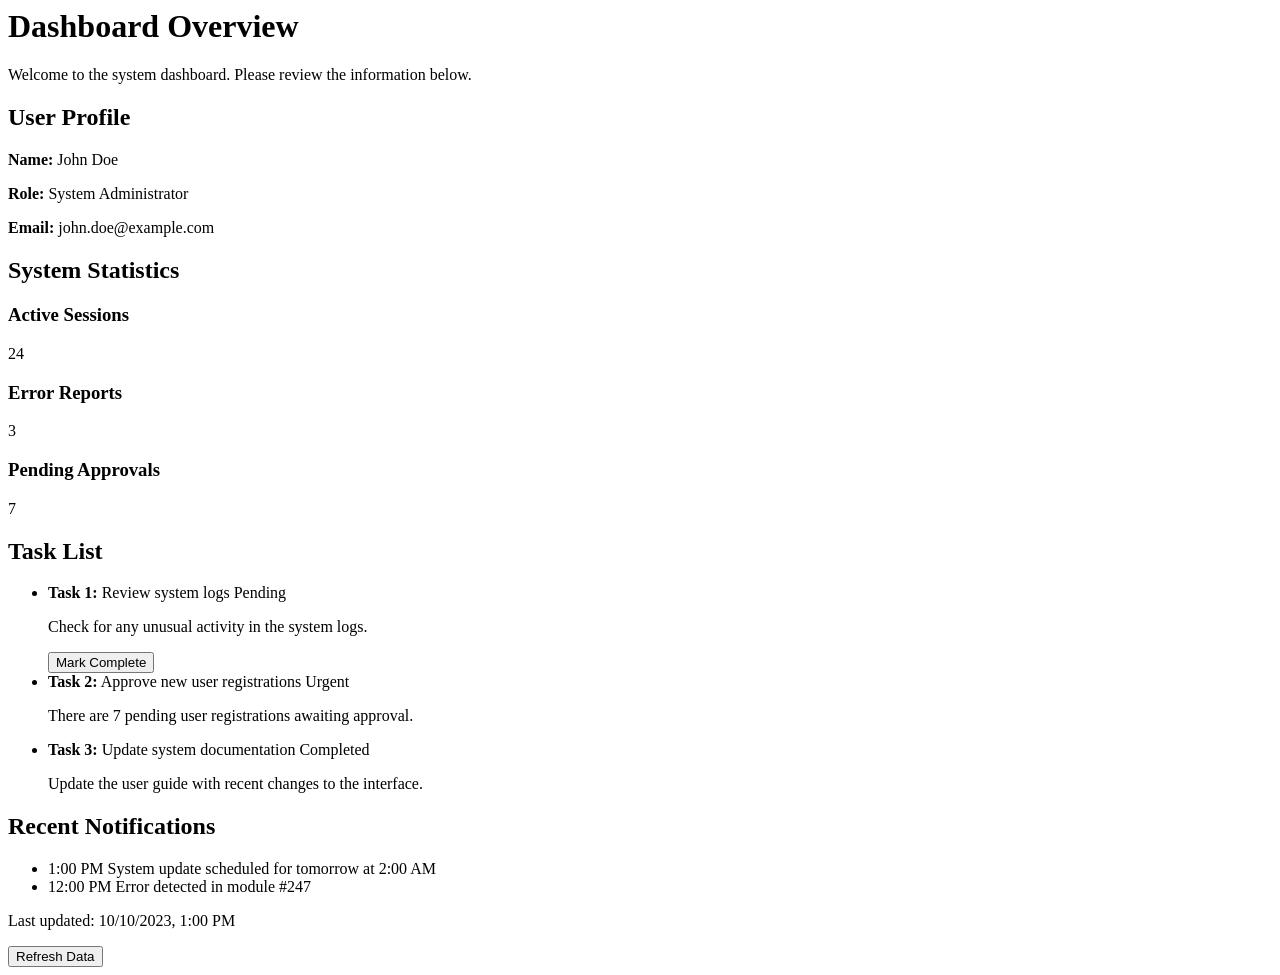 Dashboard Overview
Welcome to the system dashboard. Please review the information below.
User Profile
Name: John Doe
Role: System Administrator
Email: john.doe@example.com
System Statistics
Active Sessions
24
Error Reports
3
Pending Approvals
7
Task List
Task 1: Review system logs Pending
Check for any unusual activity in the system logs.
Mark Complete
Task 2: Approve new user registrations Urgent
There are 7 pending user registrations awaiting approval.
Task 3: Update system documentation Completed
Update the user guide with recent changes to the interface.
Recent Notifications
1:00 PM System update scheduled for tomorrow at 2:00 AM
12:00 PM Error detected in module #247
Last updated: 10/10/2023, 1:00 PM
Refresh Data